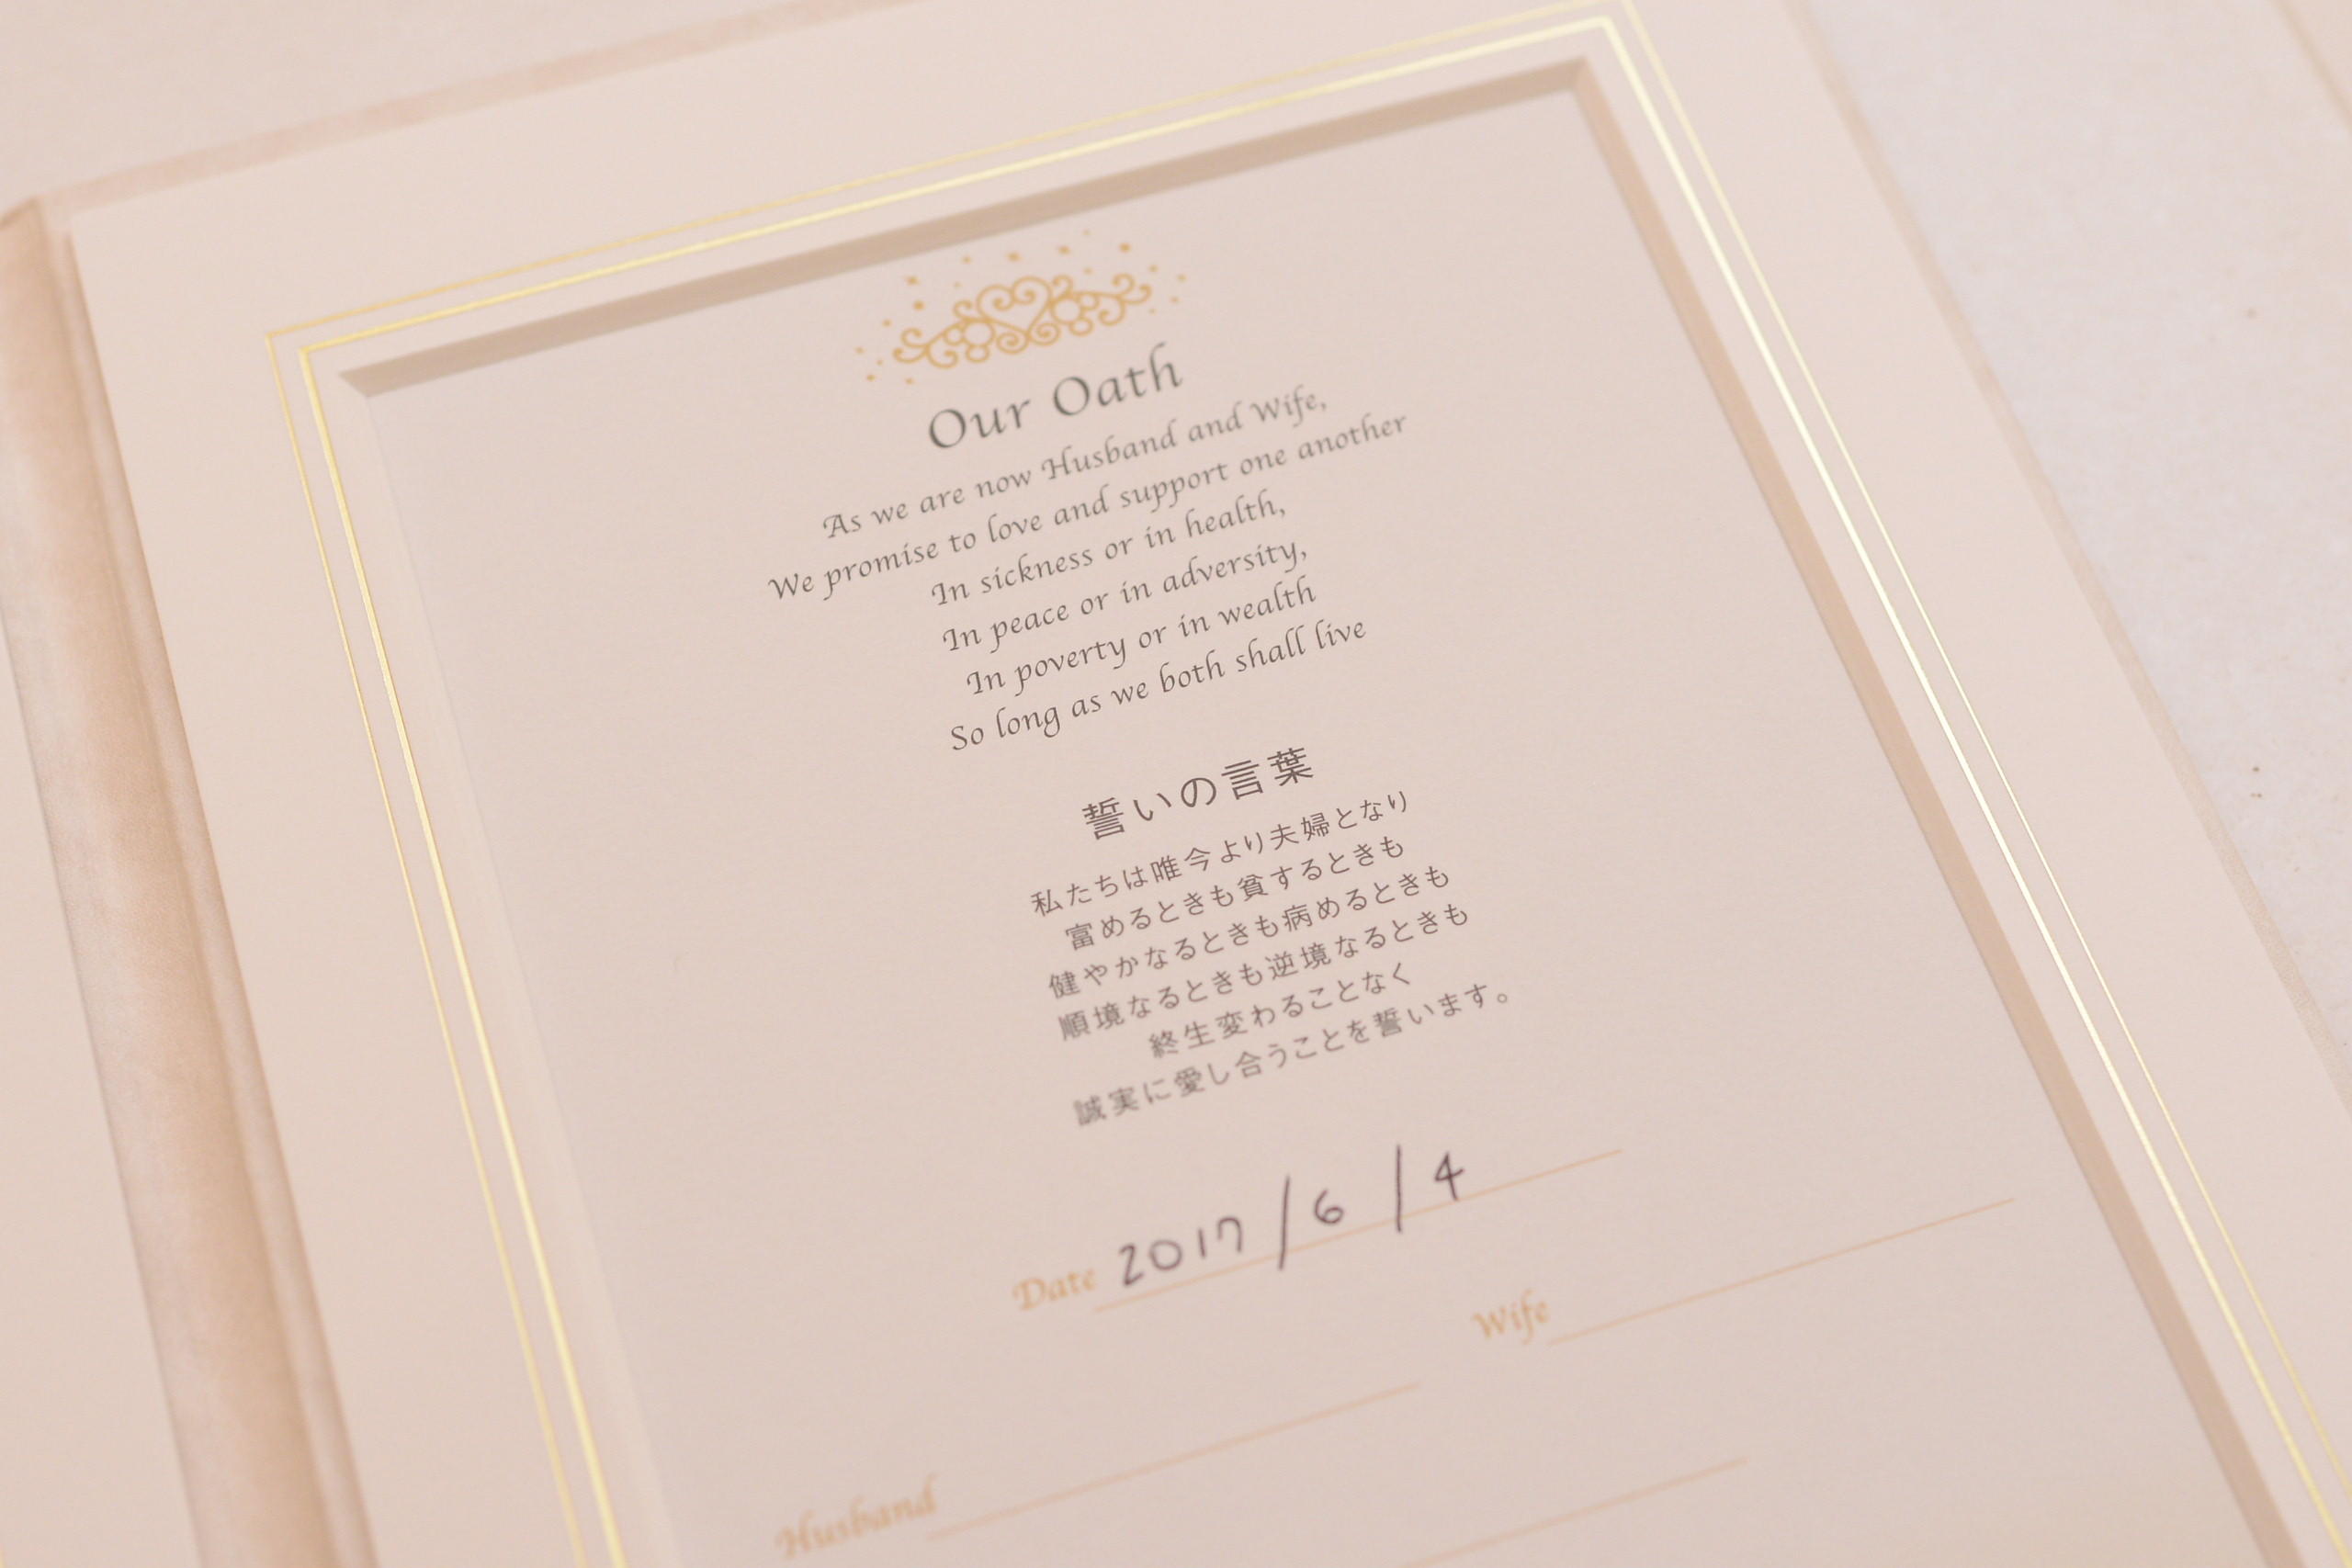 Our Oath
As we are now Husband and Wife,
We promise to love and support one another
In sickness or in health,
In peace or in adversity,
In poverty or in wealth
So long as we both shall live
誓いの言葉
私たちは唯今より夫婦となり
富めるときも貧するときも
健やかなるときも病めるときも
順境なるときも逆境なるときも
終生変わることなく
誠実に愛し合うことを誓います。
Date 2017/6/4
Wife
Husband